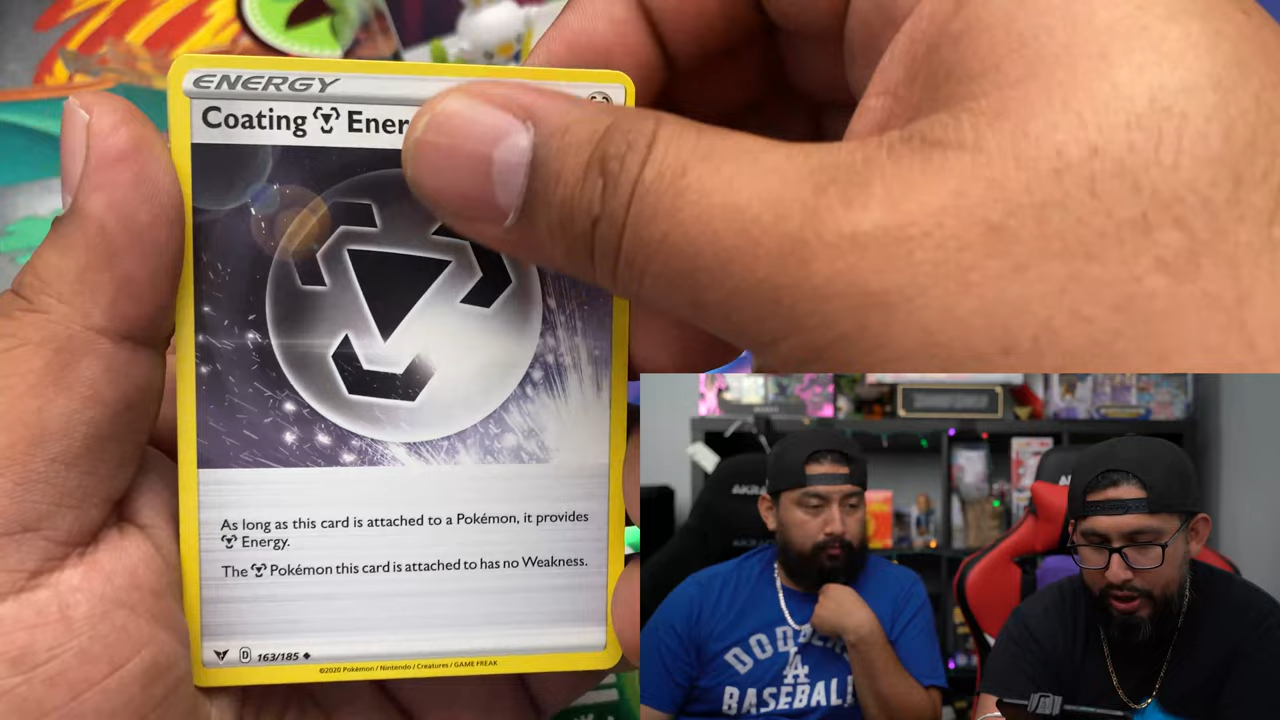 ENERGY
Coating Ener
As long as this card is attached to a Pokémon, it provides
Energy.
The Pokémon this card is attached to has no Weakness.
D 163/185
©2020 Pokémon / Nintendo / Creatures / GAME FREAK
DODGERS
LA
BASEBALL